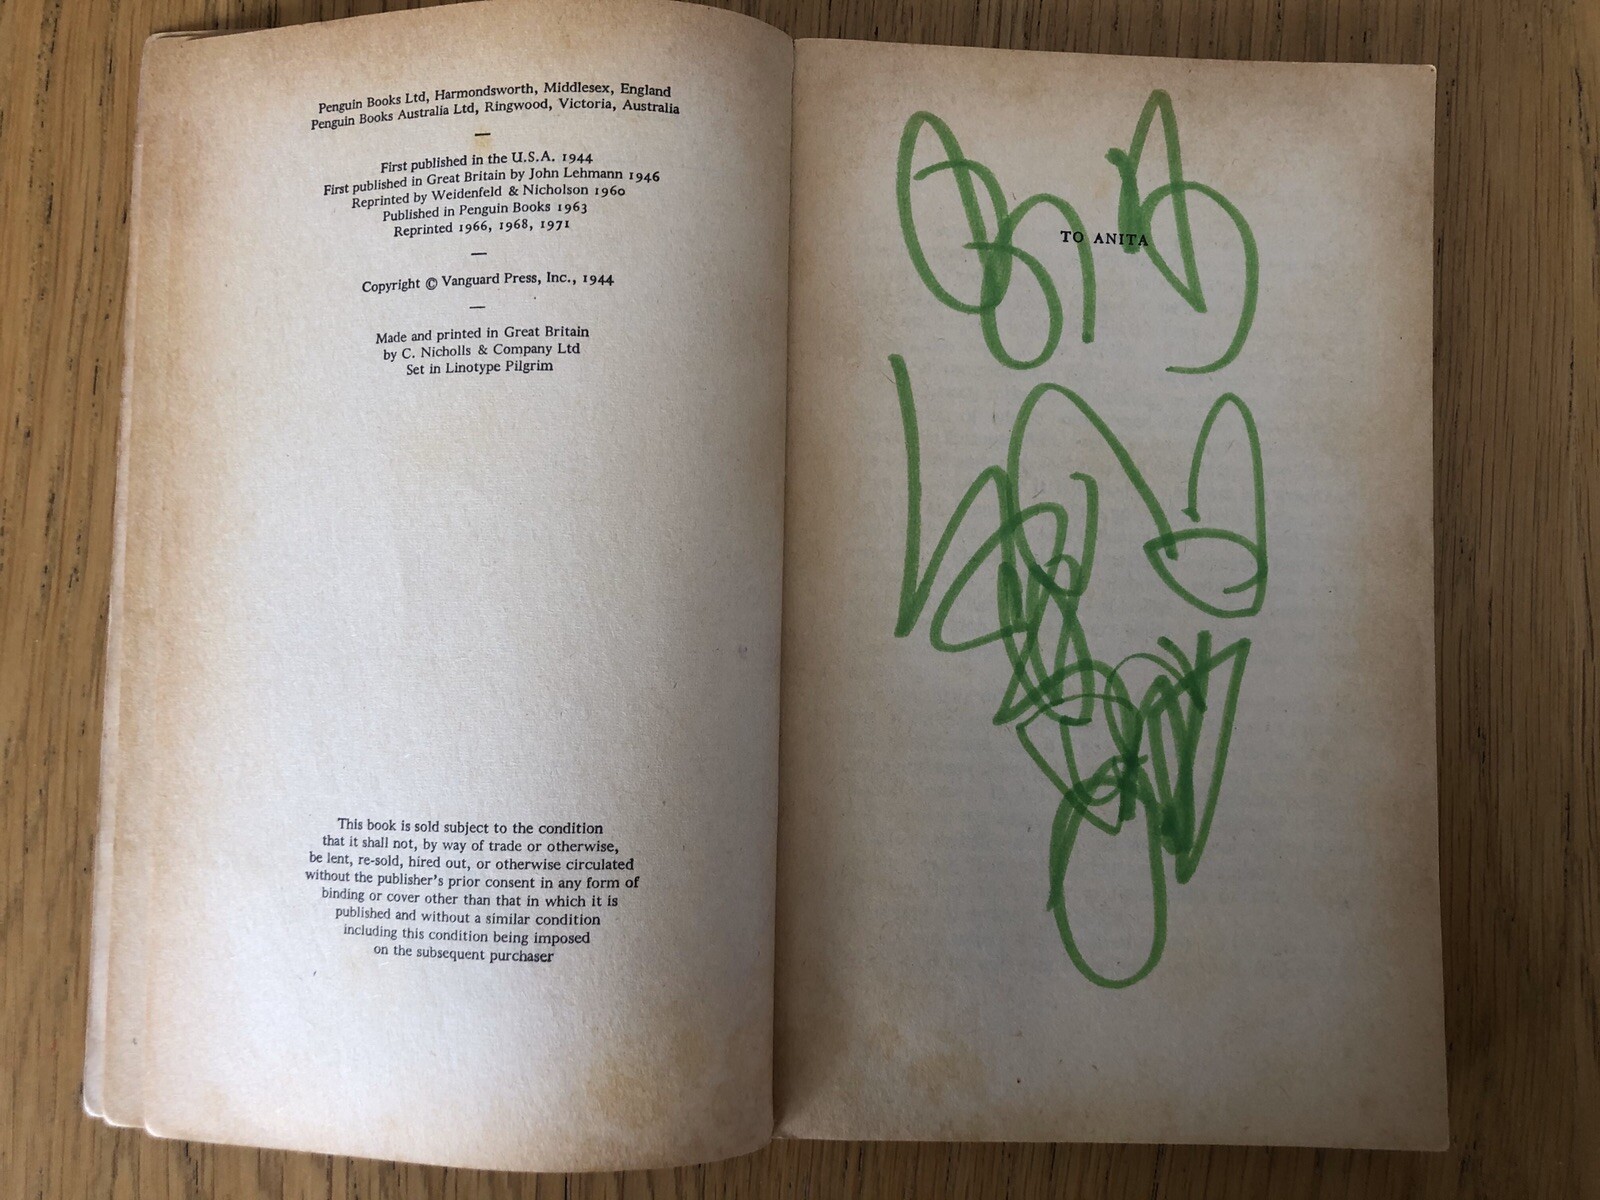 Penguin Books Ltd, Harmondsworth, Middlesex, England
Penguin Books Australia Ltd, Ringwood, Victoria, Australia
First published in the U.S.A. 1944
First published in Great Britain by John Lehmann 1946
Reprinted by Weidenfeld & Nicholson 1960
Published in Penguin Books 1963
Reprinted 1966, 1968, 1971
Copyright © Vanguard Press, Inc., 1944
Made and printed in Great Britain
by C. Nicholls & Company Ltd
Set in Linotype Pilgrim
This book is sold subject to the condition
that it shall not, by way of trade or otherwise,
be lent, re-sold, hired out, or otherwise circulated
without the publisher's prior consent in any form of
binding or cover other than that in which it is
published and without a similar condition
including this condition being imposed
on the subsequent purchaser
TO ANITA